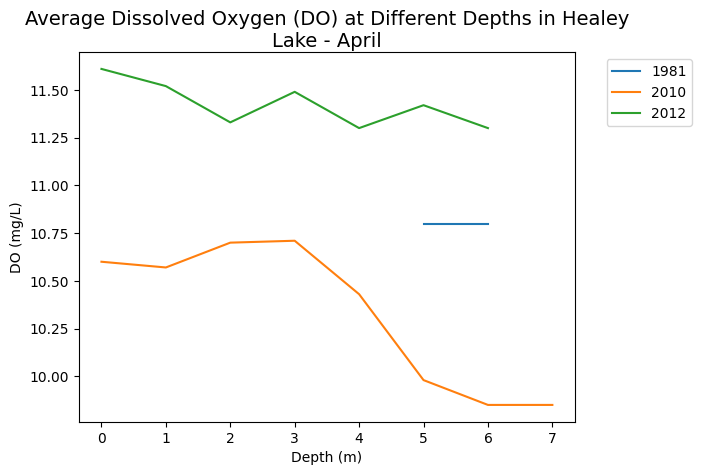 Average Dissolved Oxygen (DO) at Different Depths in Healey
Lake - April
1981
2010
2012
11.50
11.25
11.00
10.75
10.50
10.25
10.00
DO (mg/L)
0 1 2 3 4 5 6 7
Depth (m)